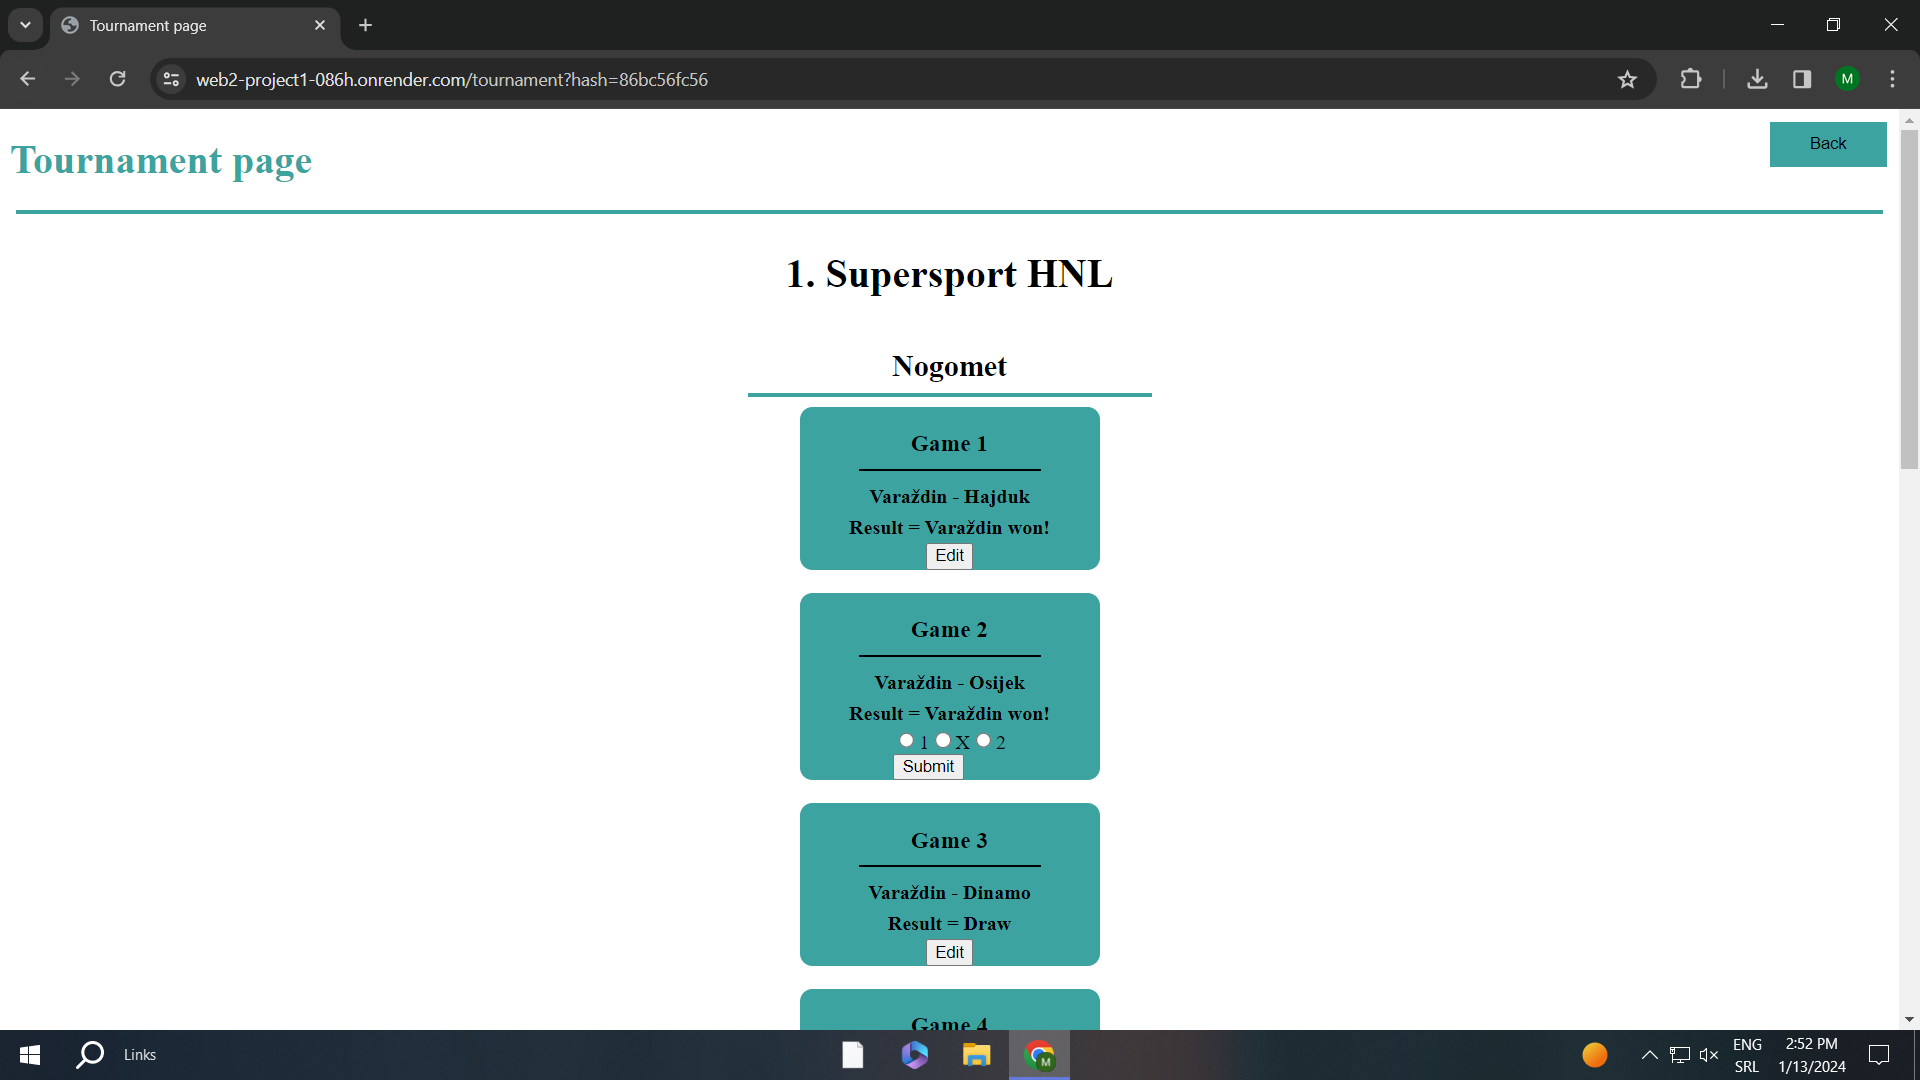 Tournament page
web2-project1-086h.onrender.com/tournament?hash=86bc56fc56
M
Tournament page
Back
1. Supersport HNL
Nogomet
Game 1
Varaždin - Hajduk
Result = Varaždin won!
Edit
Game 2
Varaždin - Osijek
Result = Varaždin won!
1 X 2
Submit
Game 3
Varaždin - Dinamo
Result = Draw
Edit
Game 4
Links
M
ENG
SRL
2:52 PM
1/13/2024